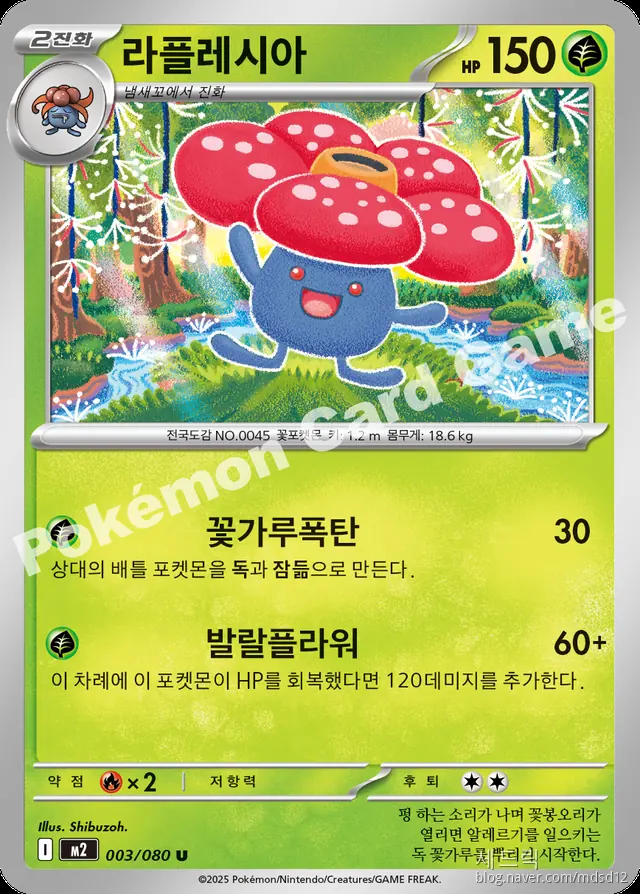 2진화
라플레시아
HP 150
냄새꼬에서 진화
Pokémon Card Game
전국도감 NO.0045 꽃포켓몬 키: 1.2 m 몸무게: 18.6 kg
꽃가루폭탄 30
상대의 배틀 포켓몬을 독과 잠듦으로 만든다.
발랄플라워 60+
이 차례에 이 포켓몬이 HP를 회복했다면 120데미지를 추가한다.
약점 ×2 저항력 후퇴
Illus. Shibuzoh.
I M2 003/080 U
펑 하는 소리가 나며 꽃봉오리가
열리면 알레르기를 일으키는
독 꽃가루를 뿌리기 시작한다.
체드릭
blog.naver.com/mdsd12
©2025 Pokémon/Nintendo/Creatures/GAME FREAK.